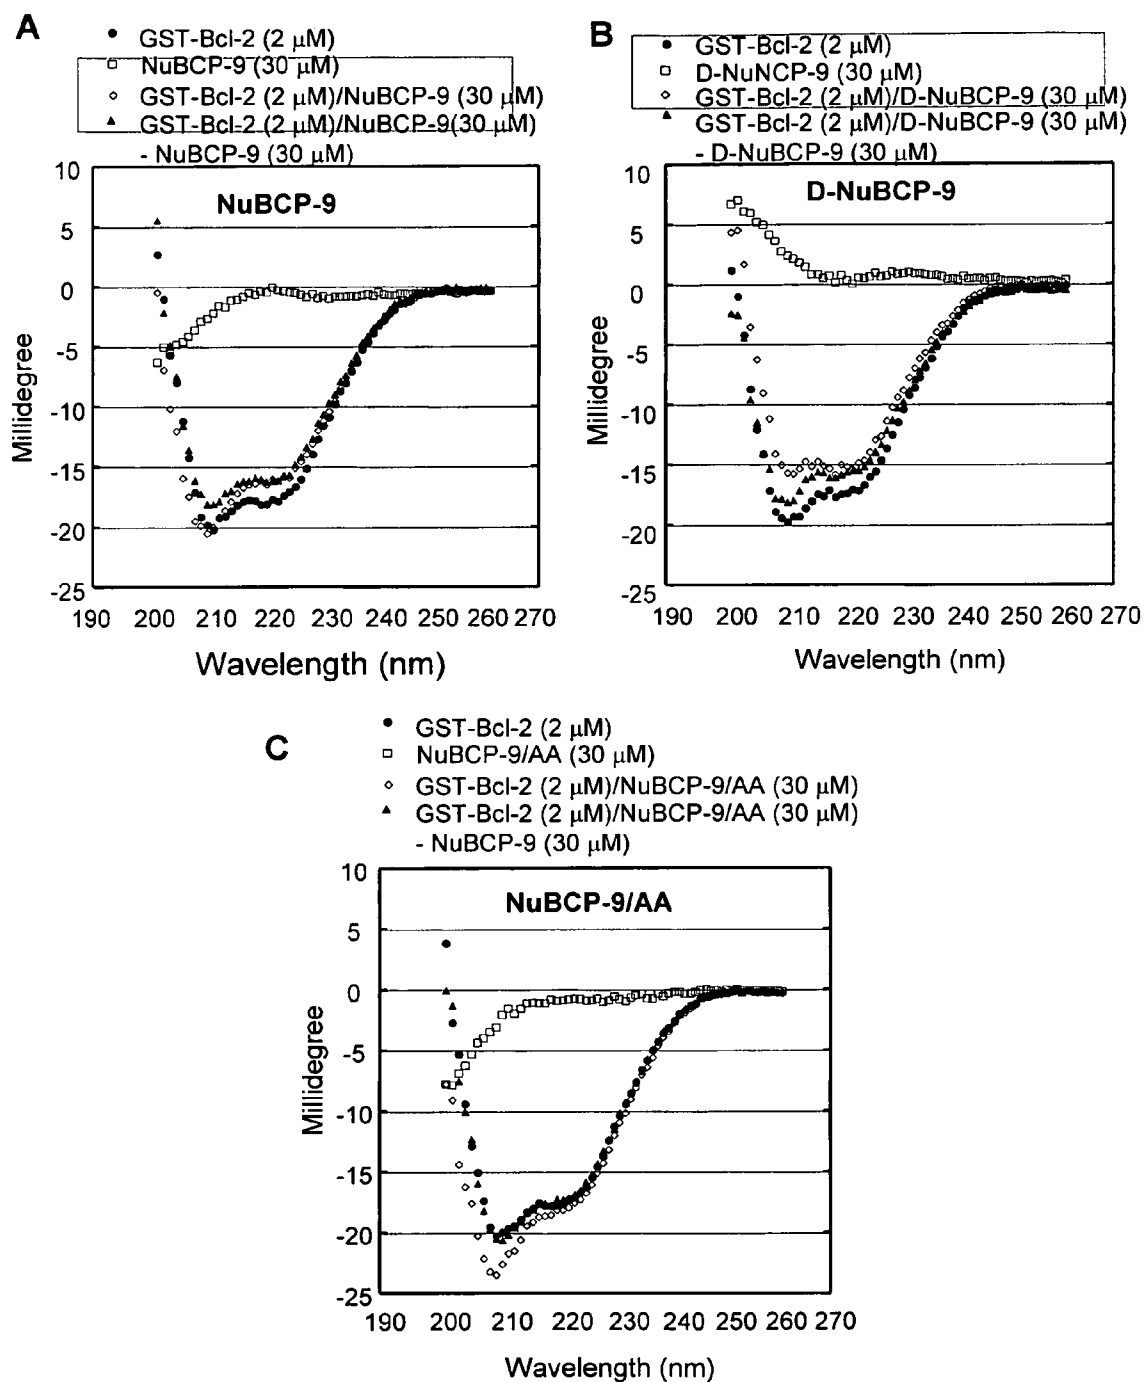 A
● GST-Bcl-2 (2 μM)
□ NuBCP-9 (30 μM)
◇ GST-Bcl-2 (2 μM)/NuBCP-9 (30 μM)
▲ GST-Bcl-2 (2 μM)/NuBCP-9(30 μM)
- NuBCP-9 (30 μM)
NuBCP-9
10
5
0
-5
-10
-15
-20
-25
Millidegree
190 200 210 220 230 240 250 260 270
Wavelength (nm)
B
● GST-Bcl-2 (2 μM)
□ D-NuNCP-9 (30 μM)
◇ GST-Bcl-2 (2 μM)/D-NuBCP-9 (30 μM)
▲ GST-Bcl-2 (2 μM)/D-NuBCP-9 (30 μM)
- D-NuBCP-9 (30 μM)
D-NuBCP-9
10
5
0
-5
-10
-15
-20
-25
Millidegree
190 200 210 220 230 240 250 260 270
Wavelength (nm)
C
● GST-Bcl-2 (2 μM)
□ NuBCP-9/AA (30 μM)
◇ GST-Bcl-2 (2 μM)/NuBCP-9/AA (30 μM)
▲ GST-Bcl-2 (2 μM)/NuBCP-9/AA (30 μM)
- NuBCP-9 (30 μM)
NuBCP-9/AA
10
5
0
-5
-10
-15
-20
-25
Millidegree
190 200 210 220 230 240 250 260 270
Wavelength (nm)